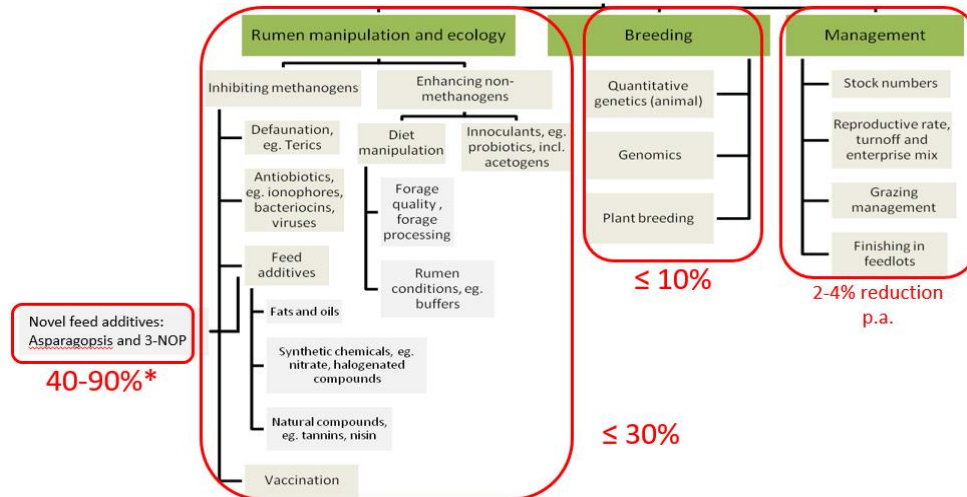 Rumen manipulation and ecology
Breeding
Management
Inhibiting methanogens
Enhancing non-
methanogens
Defaunation,
eg. Terics
Antiobiotics,
eg. ionophores,
bacteriocins,
viruses
Feed
additives
Fats and oils
Synthetic chemicals, eg.
nitrate, halogenated
compounds
Natural compounds,
eg. tannins, nisin
Vaccination
Diet
manipulation
Forage
quality ,
forage
processing
Rumen
conditions, eg.
buffers
Innoculants, eg.
probiotics, incl.
acetogens
Novel feed additives:
Asparagopsis and 3-NOP
40-90%*
≤ 30%
Quantitative
genetics (animal)
Genomics
Plant breeding
≤ 10%
Stock numbers
Reproductive rate,
turnoff and
enterprise mix
Grazing
management
Finishing in
feedlots
2-4% reduction
p.a.